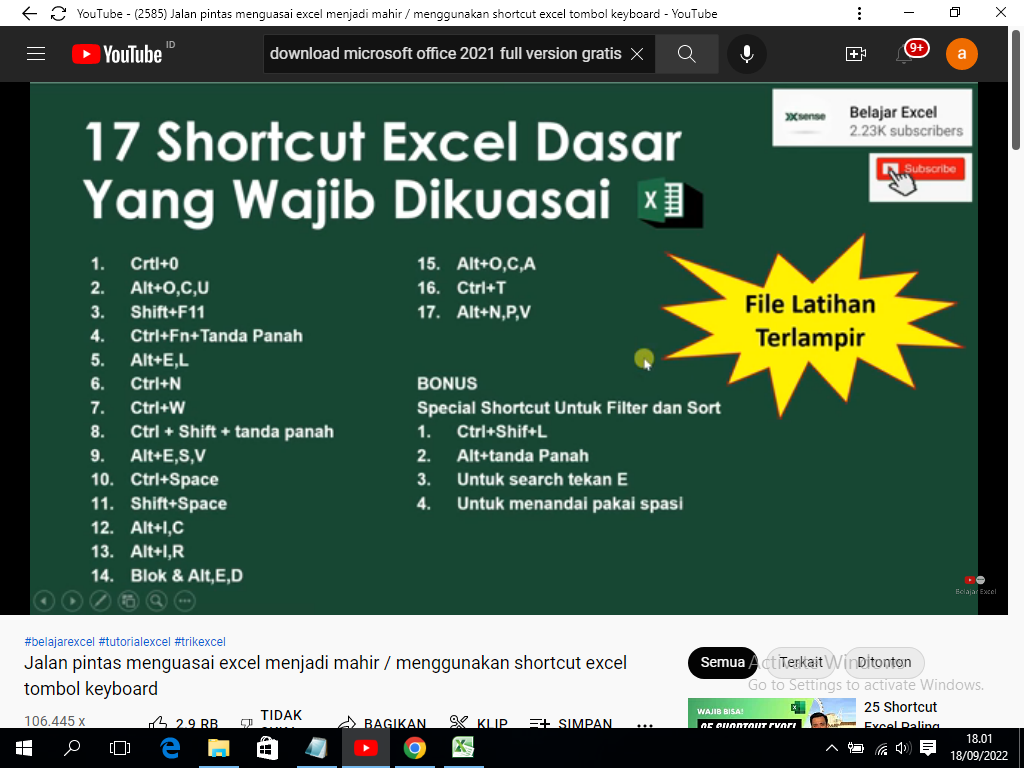 YouTube - (2585) Jalan pintas menguasai excel menjadi mahir / menggunakan shortcut excel tombol keyboard - YouTube
YouTube ID
download microsoft office 2021 full version gratis
9+
a
17 Shortcut Excel Dasar
Yang Wajib Dikuasai
X
xsense
Belajar Excel
2.23K subscribers
Subscribe
1. Crtl+0
2. Alt+O,C,U
3. Shift+F11
4. Ctrl+Fn+Tanda Panah
5. Alt+E,L
6. Ctrl+N
7. Ctrl+W
8. Ctrl + Shift + tanda panah
9. Alt+E,S,V
10. Ctrl+Space
11. Shift+Space
12. Alt+I,C
13. Alt+I,R
14. Blok & Alt,E,D
15. Alt+O,C,A
16. Ctrl+T
17. Alt+N,P,V
BONUS
Special Shortcut Untuk Filter dan Sort
1. Ctrl+Shif+L
2. Alt+tanda Panah
3. Untuk search tekan E
4. Untuk menandai pakai spasi
File Latihan
Terlampir
Belajar Excel
#belajarexcel #tutorialexcel #trikexcel
Jalan pintas menguasai excel menjadi mahir / menggunakan shortcut excel
tombol keyboard
106.445 x
2,9 RB
TIDAK
BAGIKAN
KLIP
SIMPAN
Semua
Terkait
Ditonton
Activate Windows
Go to Settings to activate Windows.
WAJIB BISA!
25 SHORTCUT EXCEL
25 Shortcut
Excel Paling
18.01
18/09/2022